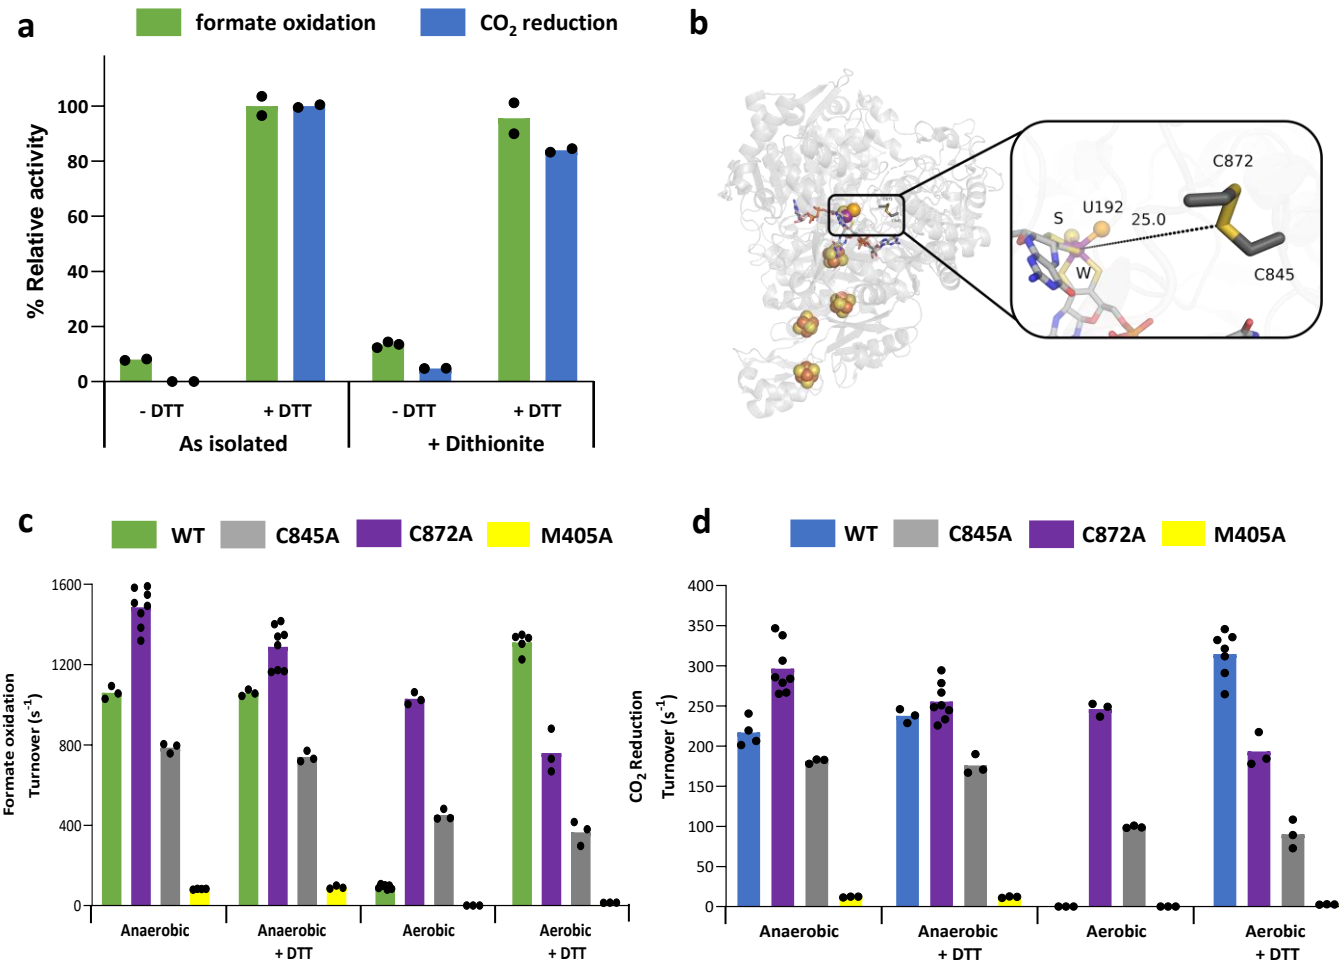 a
formate oxidation
CO₂ reduction
% Relative activity
100
80
60
40
20
0
- DTT
+ DTT
- DTT
+ DTT
As isolated
+ Dithionite
b
C872
U192
S
25.0
W
C845
c
WT
C845A
C872A
M405A
Formate oxidation
Turnover (s⁻¹)
1600
1200
800
400
0
Anaerobic
Anaerobic
+ DTT
Aerobic
Aerobic
+ DTT
d
WT
C845A
C872A
M405A
CO₂ Reduction
Turnover (s⁻¹)
400
350
300
250
200
150
100
50
0
Anaerobic
Anaerobic
+ DTT
Aerobic
Aerobic
+ DTT